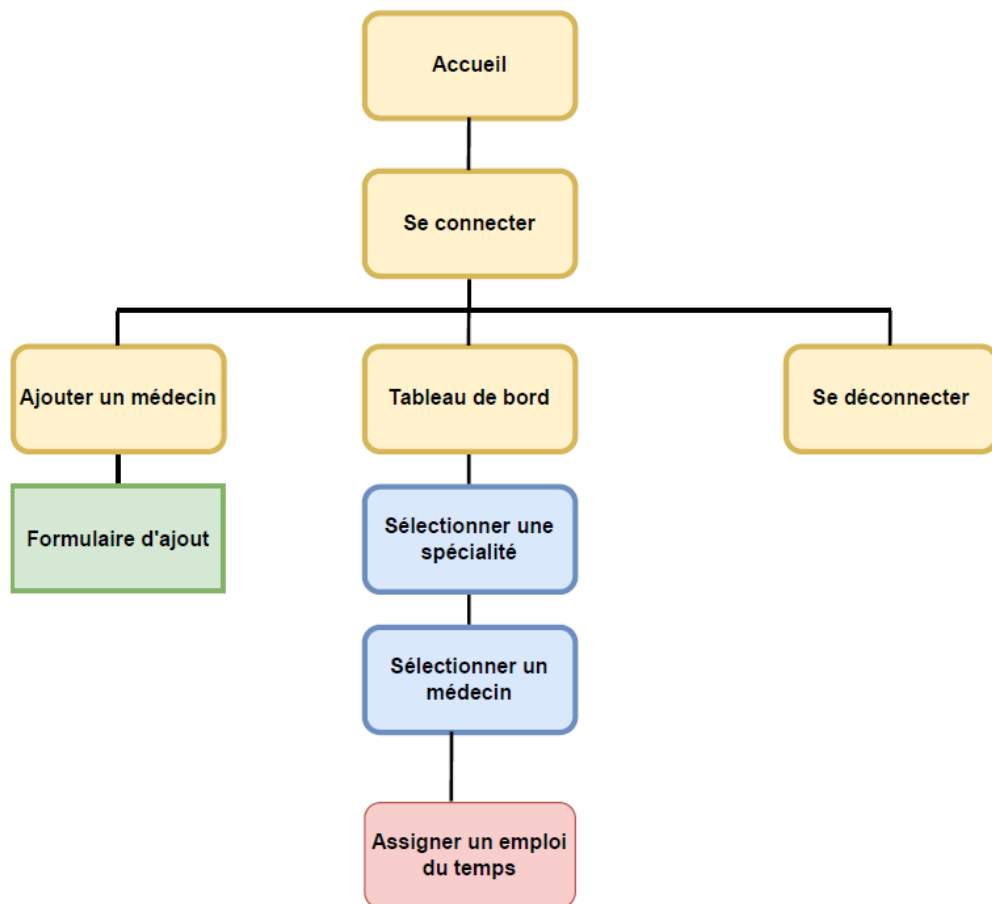 Accueil
Se connecter
Ajouter un médecin
Tableau de bord
Se déconnecter
Formulaire d'ajout
Sélectionner une
spécialité
Sélectionner un
médecin
Assigner un emploi
du temps